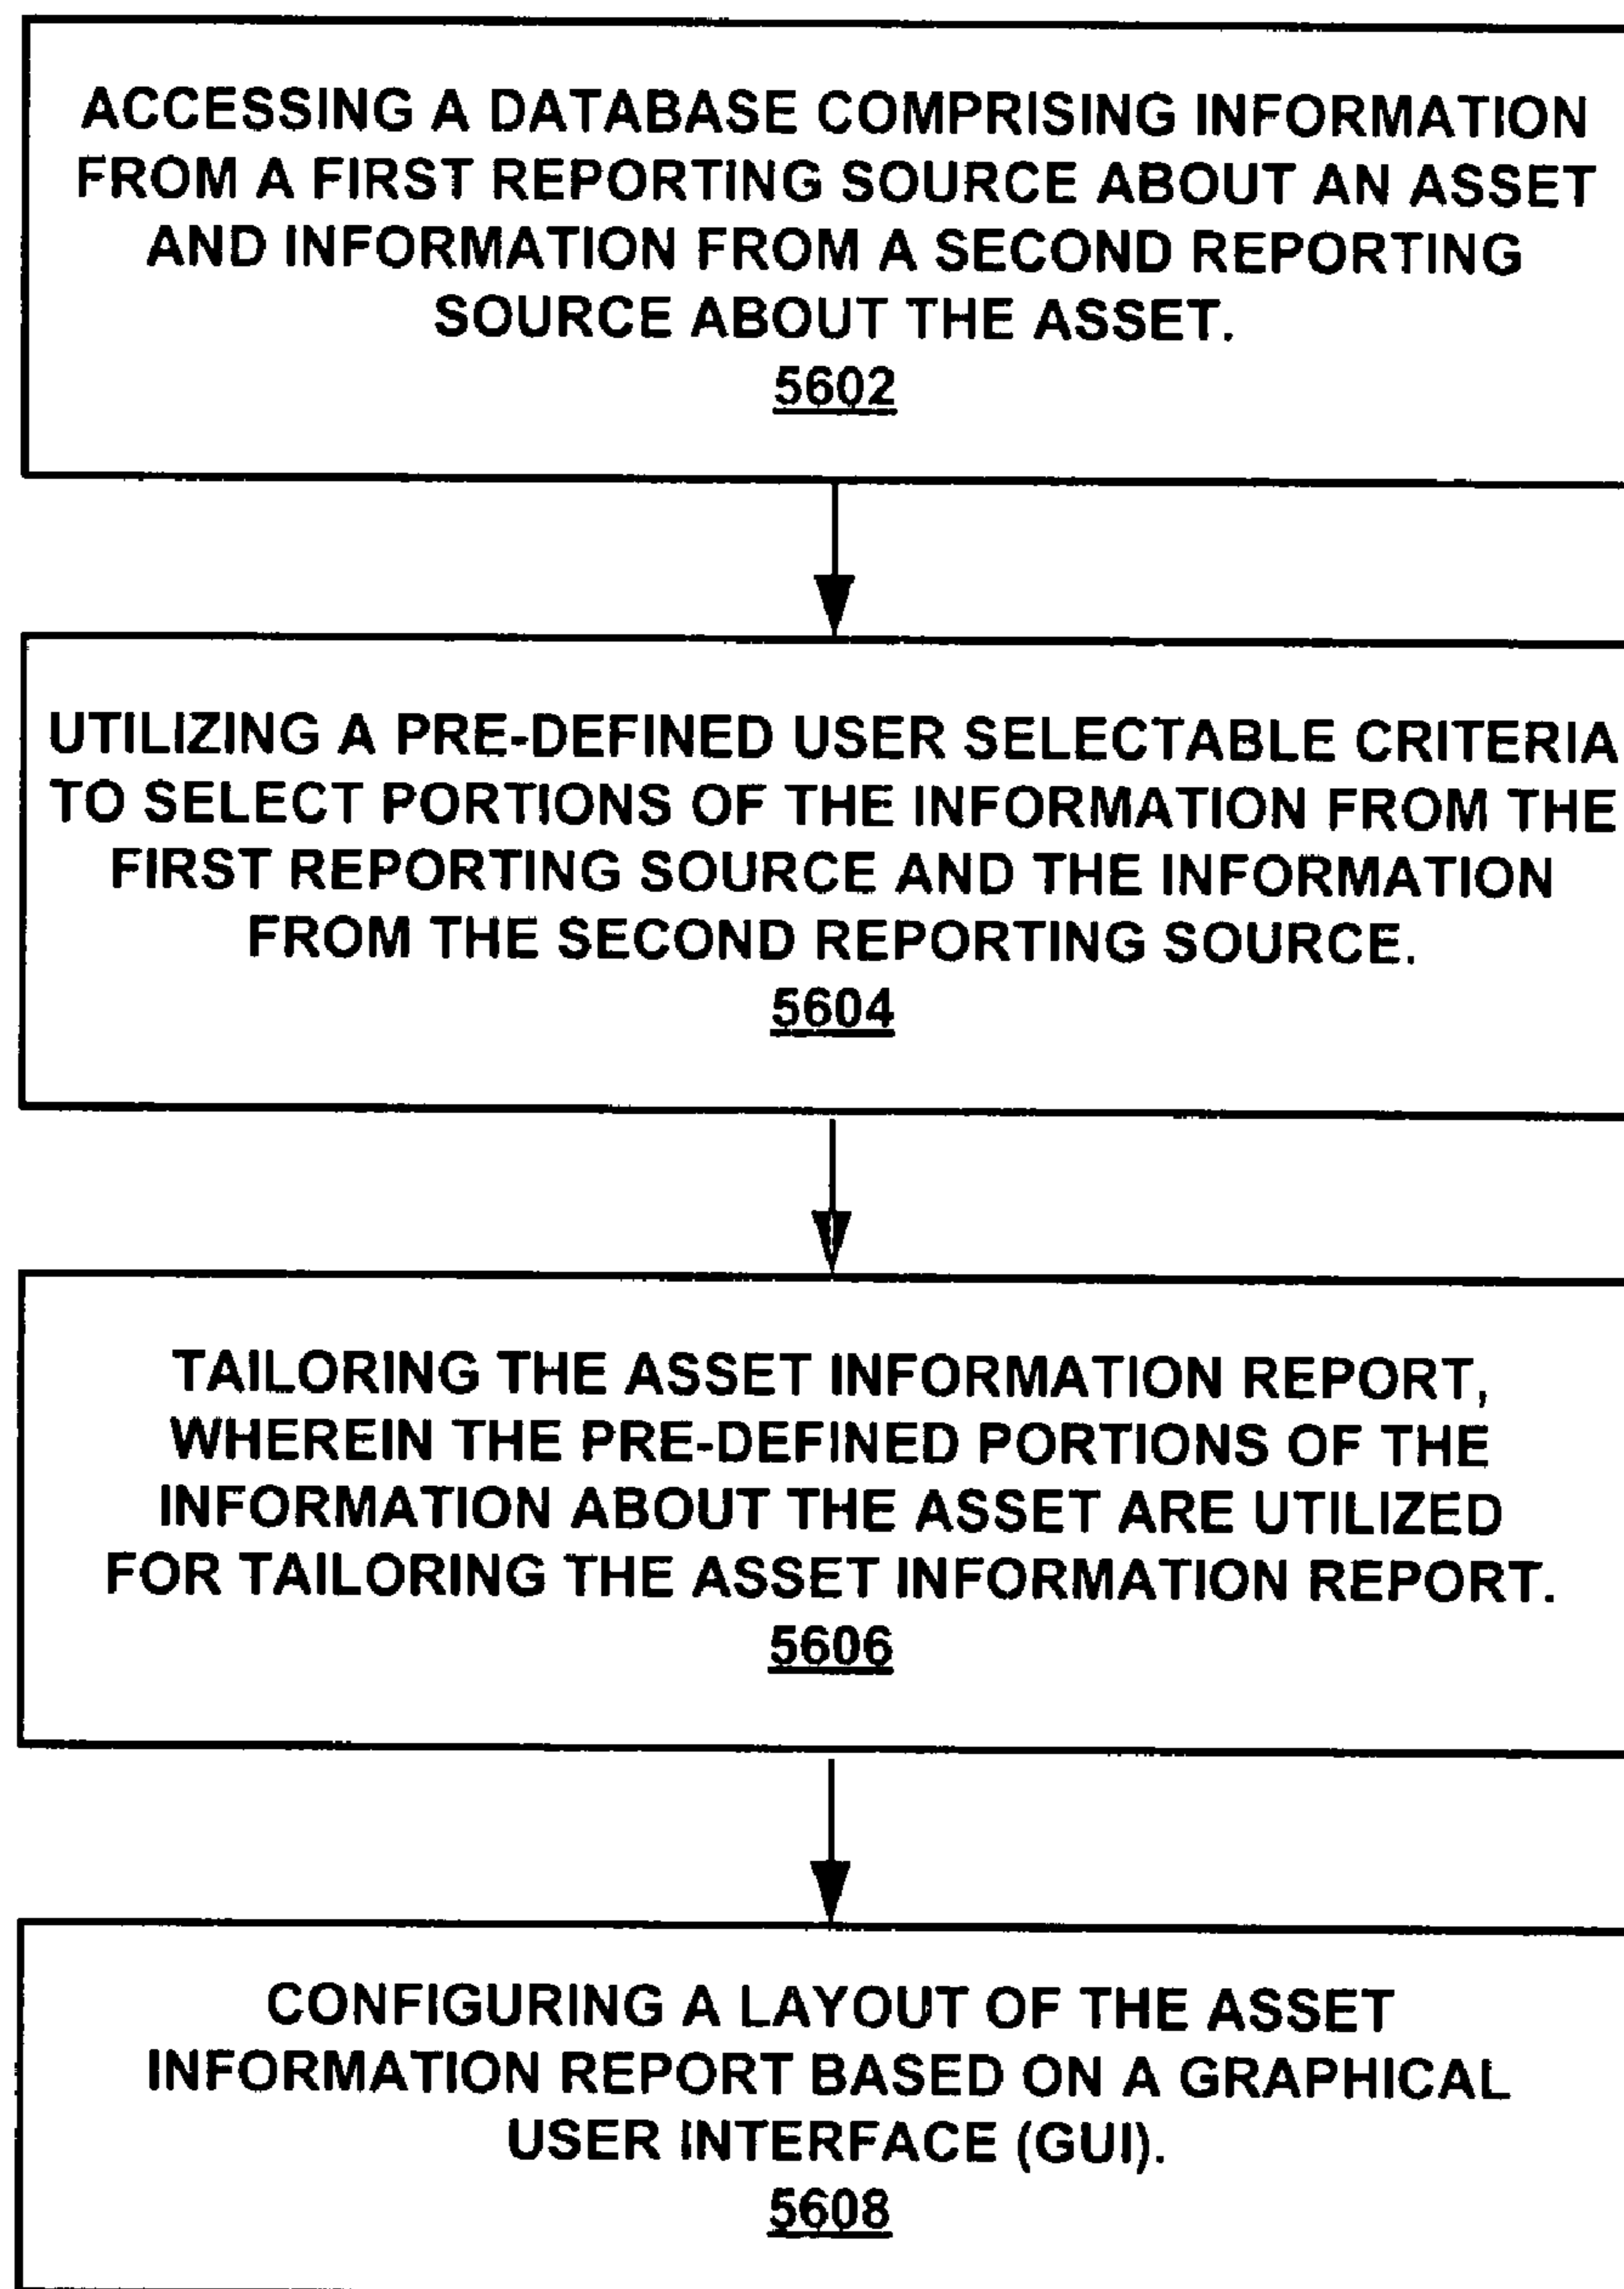 ACCESSING A DATABASE COMPRISING INFORMATION
FROM A FIRST REPORTING SOURCE ABOUT AN ASSET
AND INFORMATION FROM A SECOND REPORTING
SOURCE ABOUT THE ASSET.
5602
UTILIZING A PRE-DEFINED USER SELECTABLE CRITERIA
TO SELECT PORTIONS OF THE INFORMATION FROM THE
FIRST REPORTING SOURCE AND THE INFORMATION
FROM THE SECOND REPORTING SOURCE.
5604
TAILORING THE ASSET INFORMATION REPORT,
WHEREIN THE PRE-DEFINED PORTIONS OF THE
INFORMATION ABOUT THE ASSET ARE UTILIZED
FOR TAILORING THE ASSET INFORMATION REPORT.
5606
CONFIGURING A LAYOUT OF THE ASSET
INFORMATION REPORT BASED ON A GRAPHICAL
USER INTERFACE (GUI).
5608